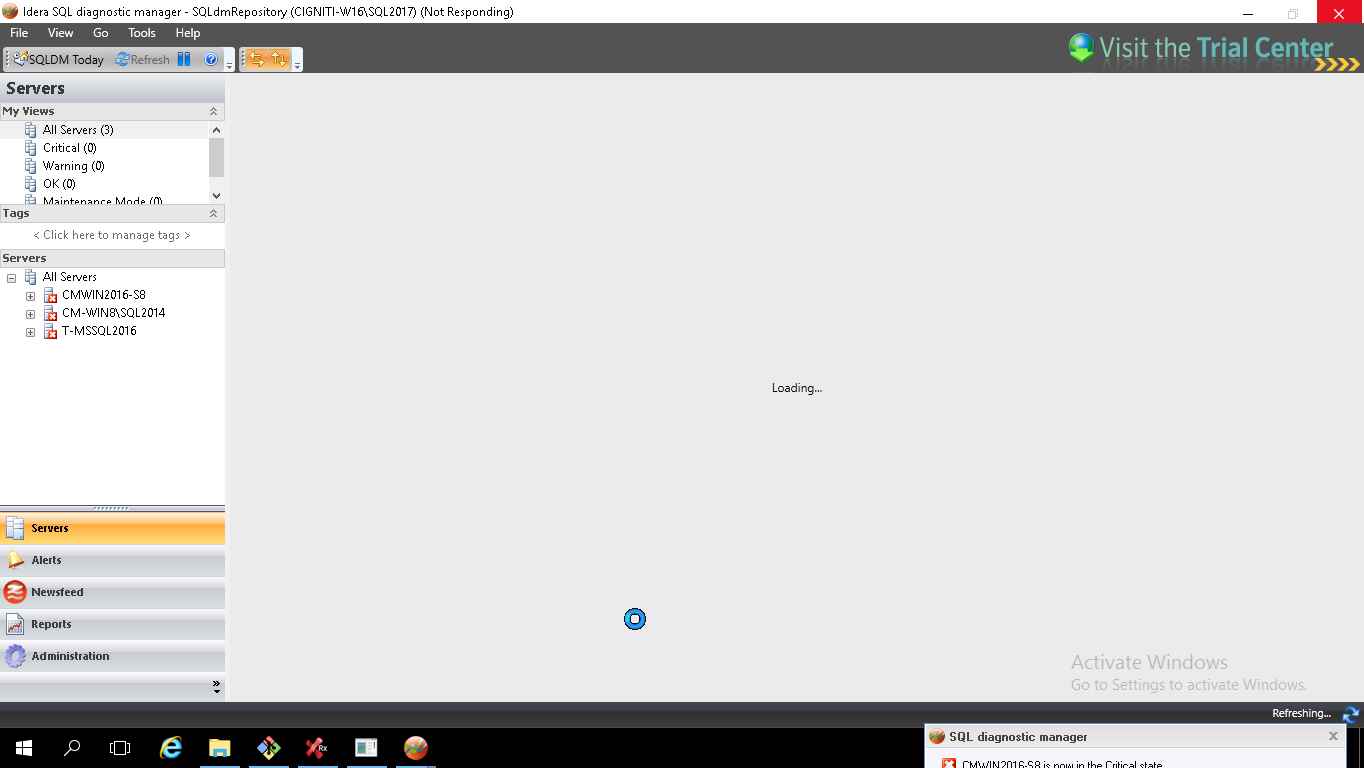 Idera SQL diagnostic manager - SQLdmRepository (CIGNITI-W16\SQL2017) (Not Responding)
File View Go Tools Help
Visit the Trial Center
SQLDM Today Refresh
Servers
My Views
All Servers (3)
Critical (0)
Warning (0)
OK (0)
Maintenance Mode (0)
Tags
< Click here to manage tags >
Servers
All Servers
CMWIN2016-S8
CM-WIN8\SQL2014
T-MSSQL2016
Loading...
Servers
Alerts
Newsfeed
Reports
Administration
Activate Windows
Go to Settings to activate Windows.
Refreshing...
Rx
SQL diagnostic manager
CMWIN2016-S8 is now in the Critical state